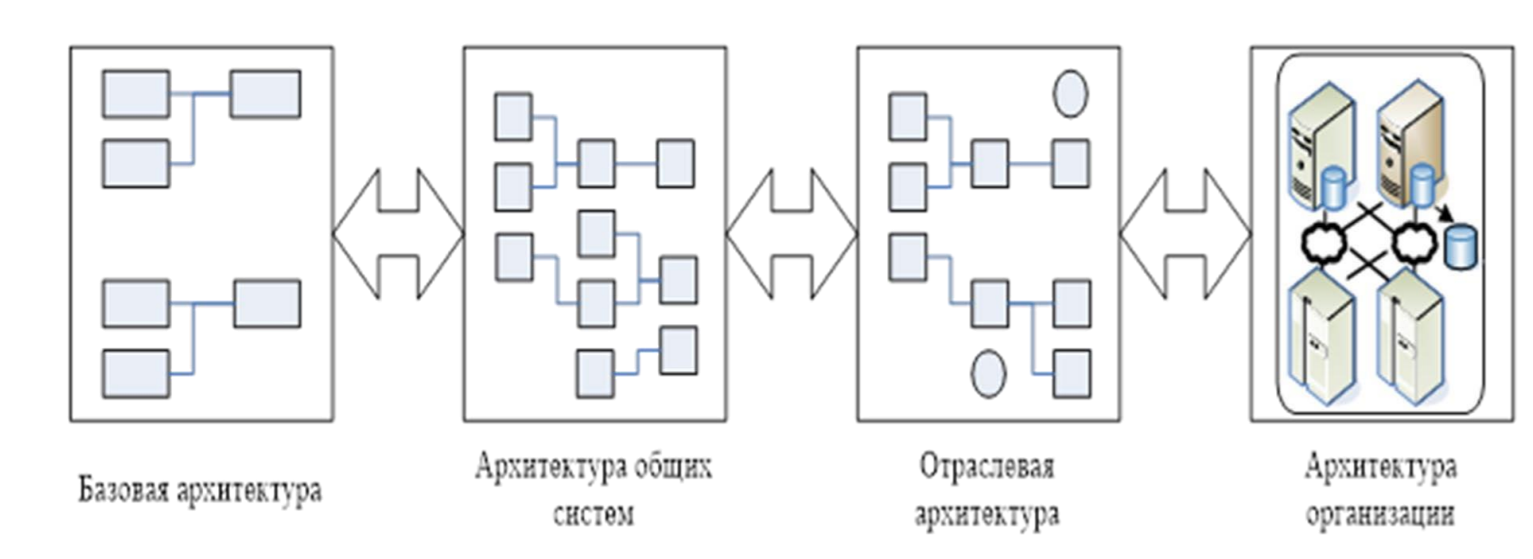 Базовая архитектура
Архитектура общих
систем
Отраслевая
архитектура
Архитектура
организации